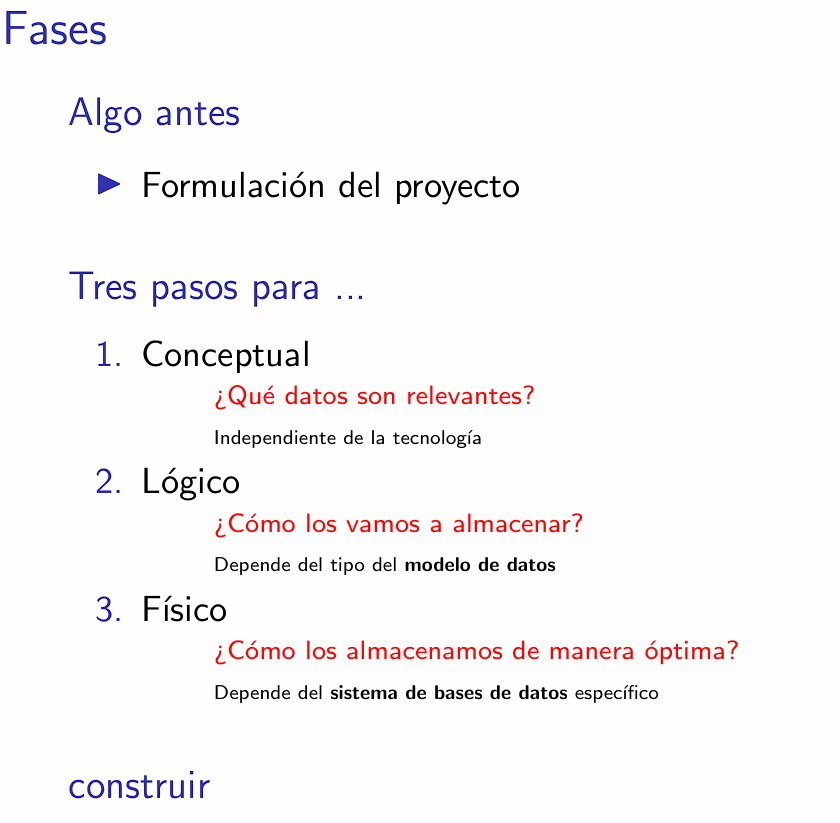 Fases
Algo antes
Formulación del proyecto
Tres pasos para ...
1. Conceptual
¿Qué datos son relevantes?
Independiente de la tecnología
2. Lógico
¿Cómo los vamos a almacenar?
Depende del tipo del modelo de datos
3. Físico
¿Cómo los almacenamos de manera óptima?
Depende del sistema de bases de datos específico
construir